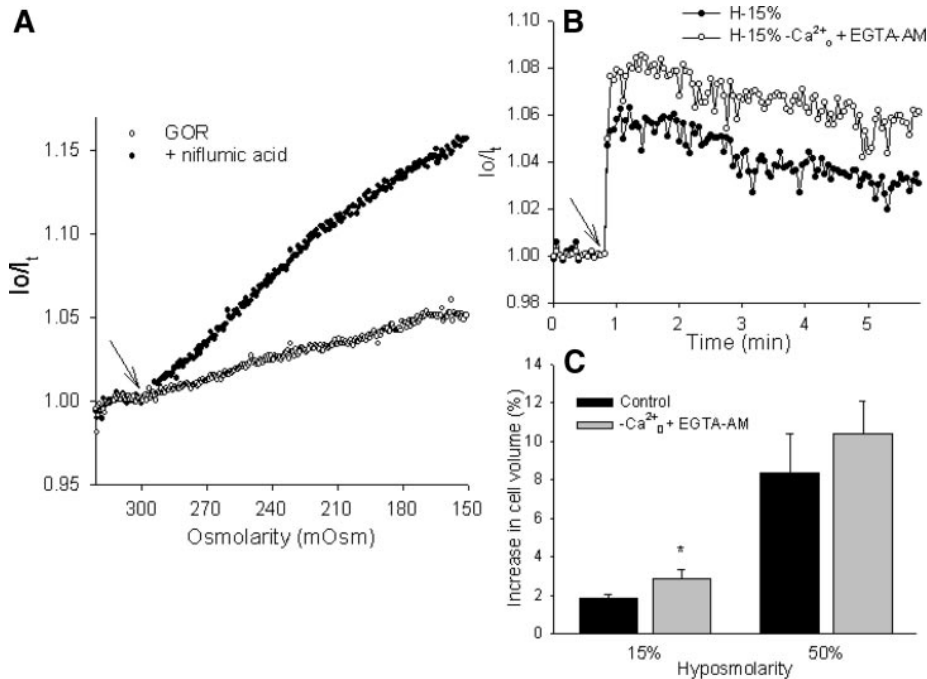 A
GOR
+ niflumic acid
1.15
1.10
1.05
1.00
0.95
Io/It
300 270 240 210 180 150
Osmolarity (mOsm)
B
H-15%
H-15% -Ca2+o + EGTA-AM
1.10
1.08
1.06
1.04
1.02
1.00
0.98
Io/It
0 1 2 3 4 5
Time (min)
C
Control
-Ca2+▯ + EGTA-AM
14
12
10
8
6
4
2
0
Increase in cell volume (%)
*
15% 50%
Hyposmolarity